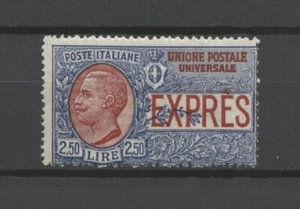 POSTE ITALIANE
UNIONE POSTALE
UNIVERSALE
EXPRÈS
2,50 LIRE 2,50